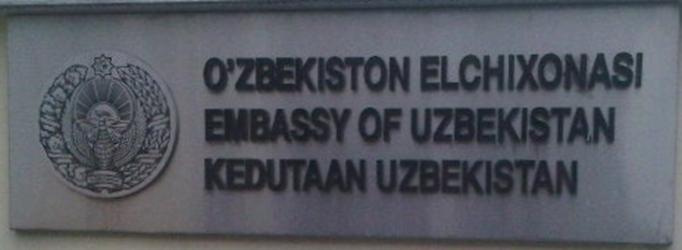 O'ZBEKISTON ELCHIXONASI
EMBASSY OF UZBEKISTAN
KEDUTAAN UZBEKISTAN